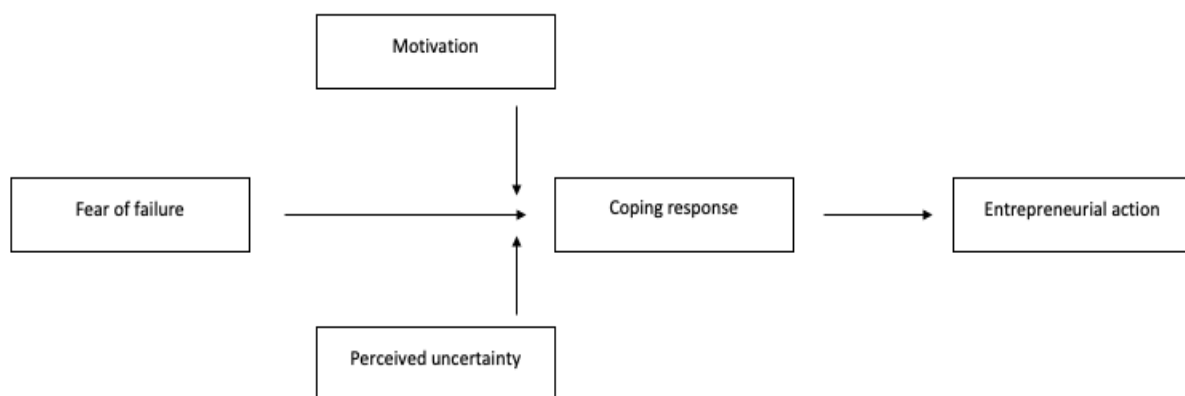 Motivation
Fear of failure
Coping response
Entrepreneurial action
Perceived uncertainty